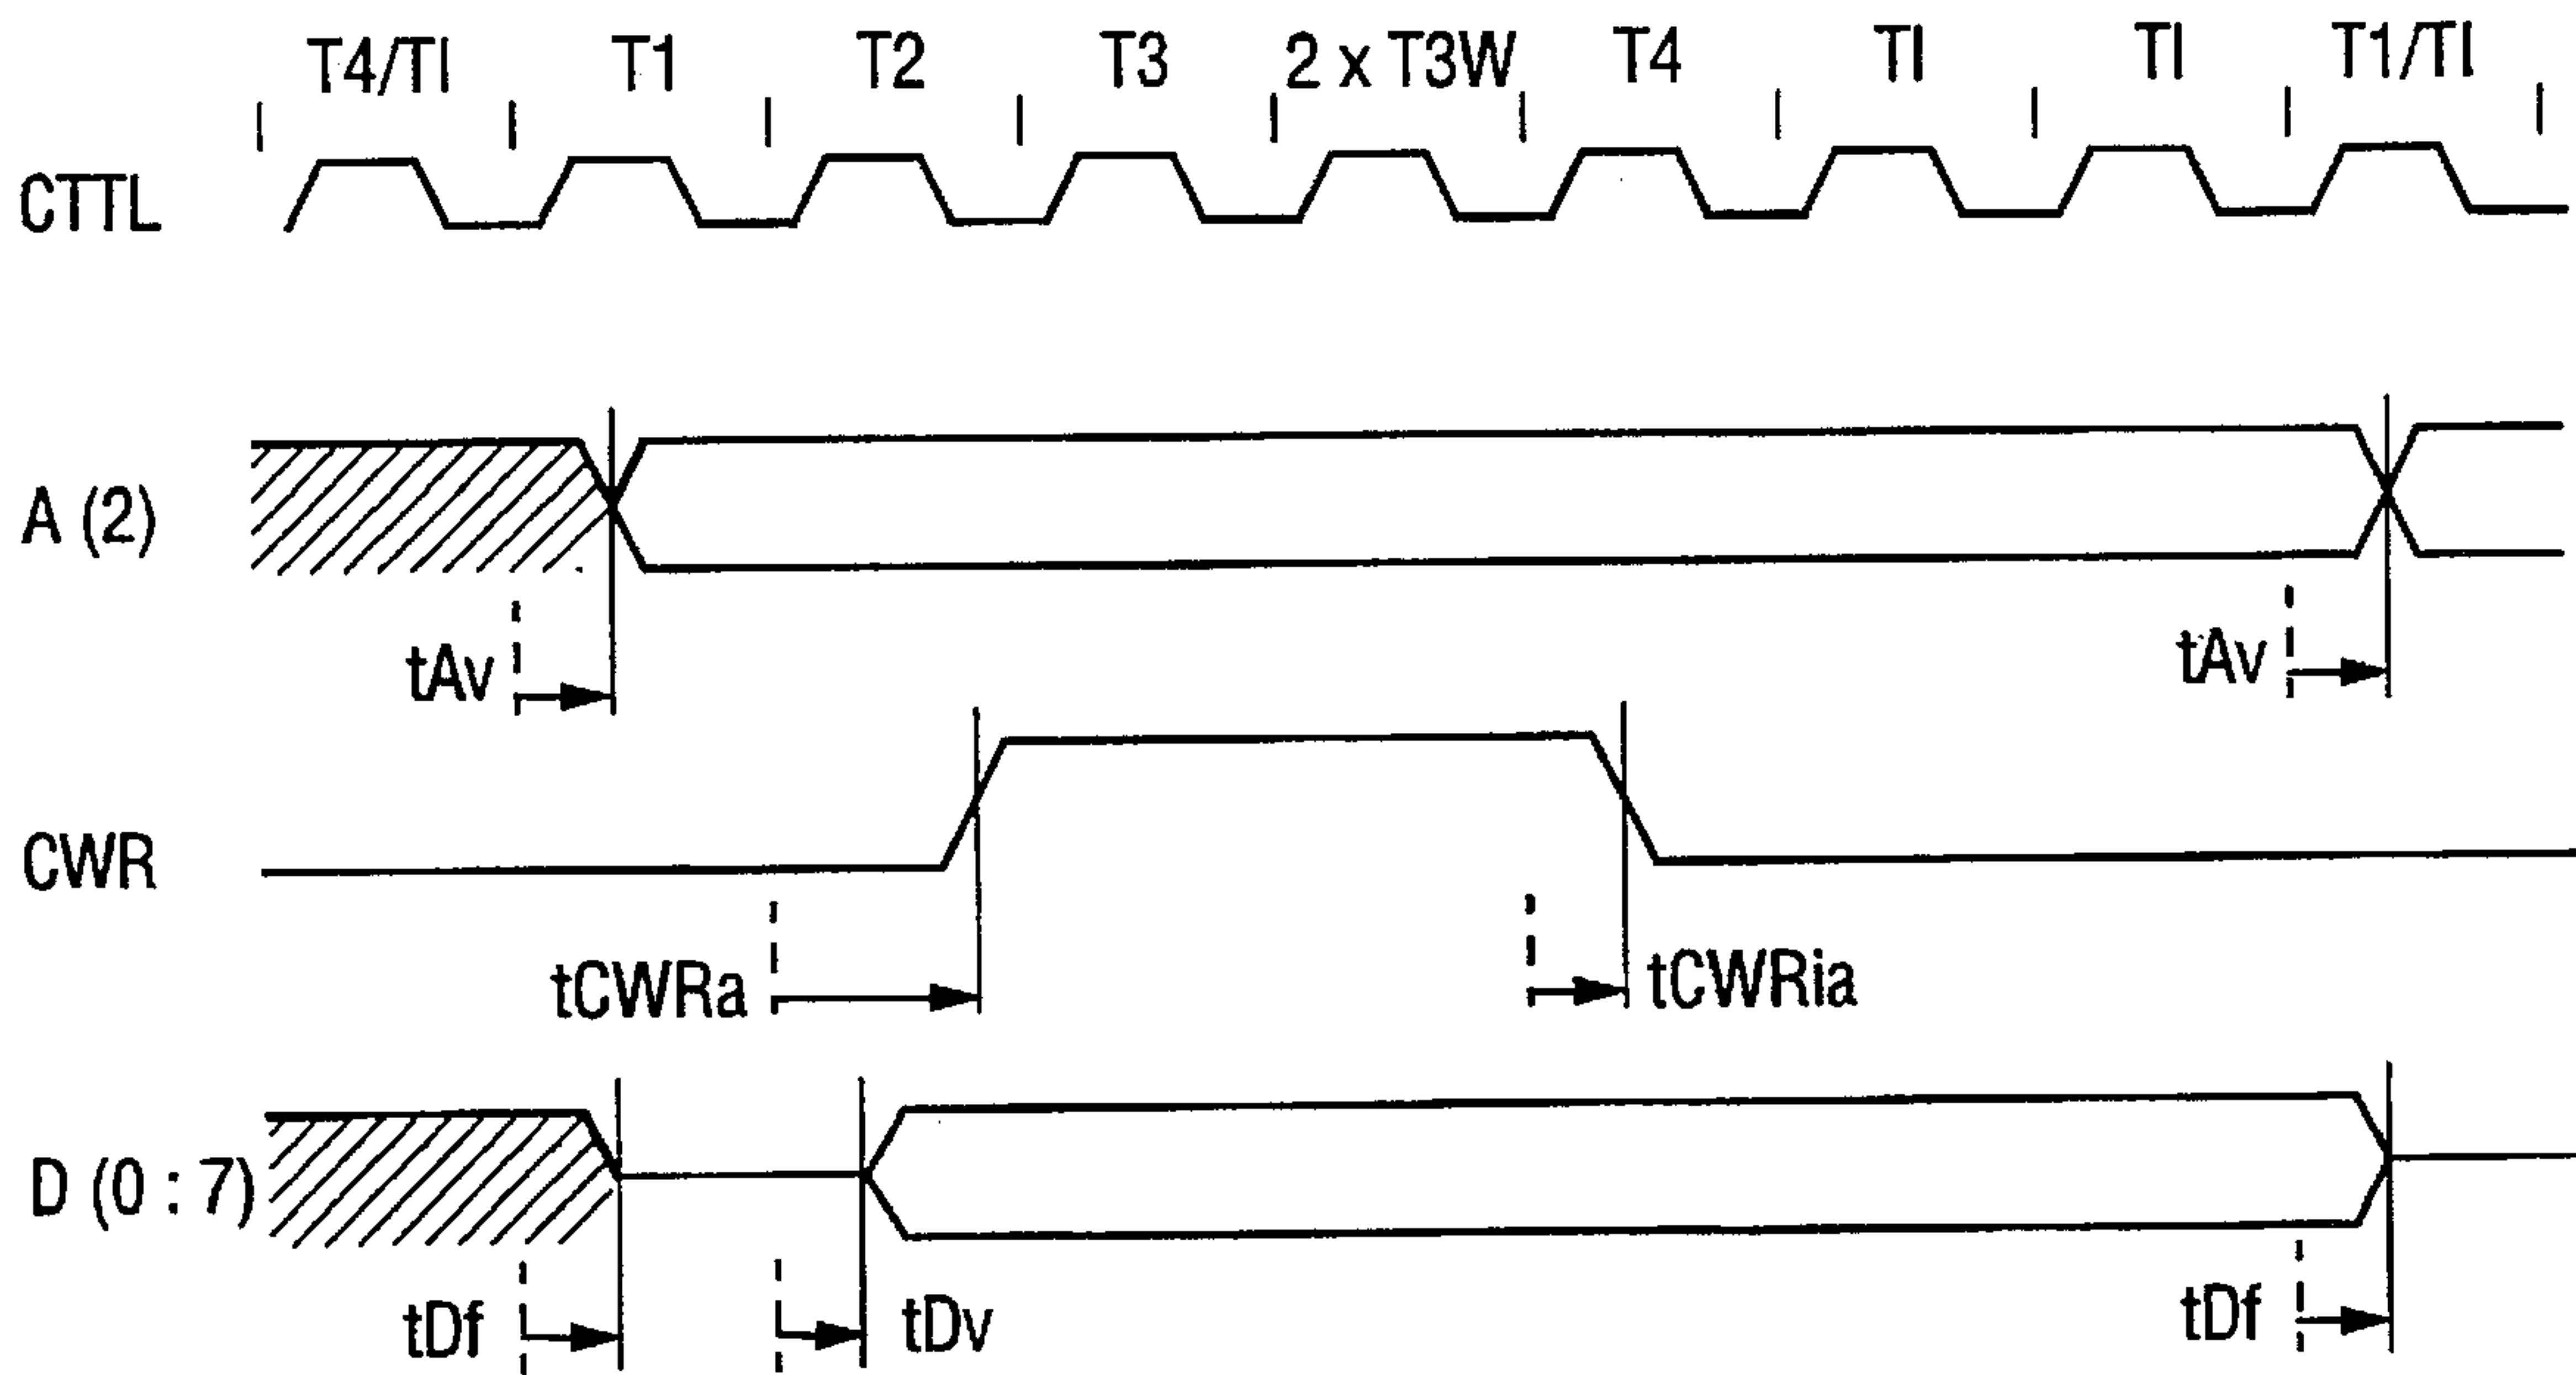 T4/TI T1 T2 T3 2 x T3W T4 TI TI T1/TI
CTTL
A (2)
tAv tAv
CWR
tCWRa tCWRia
D (0 : 7)
tDf tDv tDf